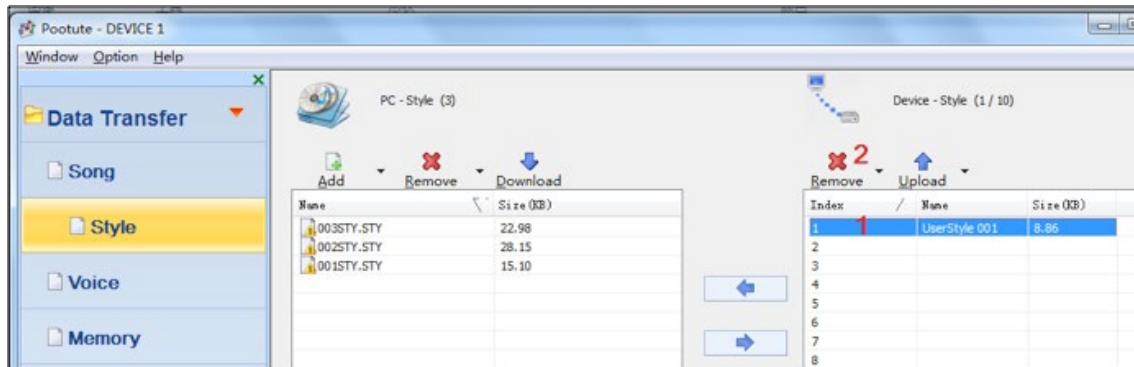 Pootute - DEVICE 1
Window Option Help
Data Transfer
Song
Style
Voice
Memory
PC - Style (3)
Add Remove Download
Name Size(KB)
003STY.STY 22.98
002STY.STY 28.15
001STY.STY 15.10
Device - Style (1 / 10)
Remove 2 Upload
Index / Name Size(KB)
1 1 UserStyle 001 8.86
2
3
4
5
6
7
8